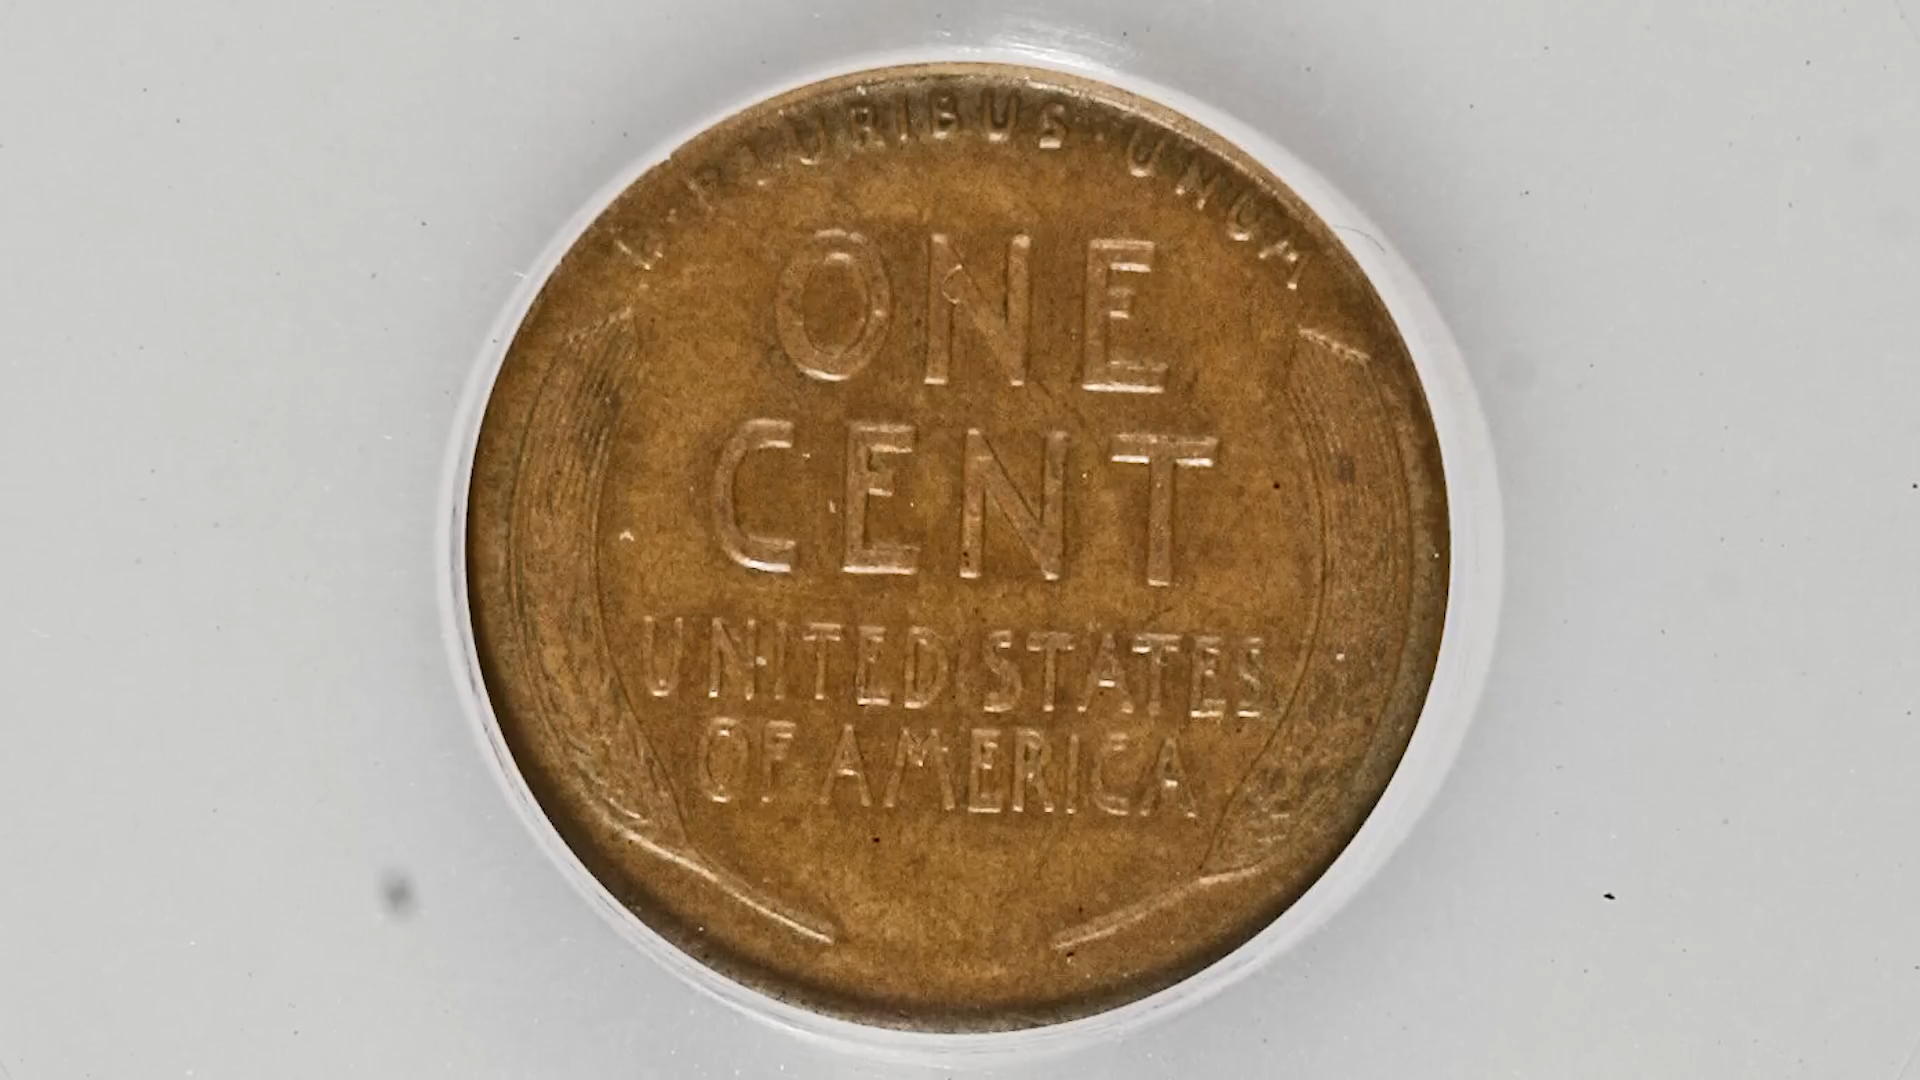 E · PLURIBUS · UNUM
ONE
CENT
UNITED STATES
OF AMERICA